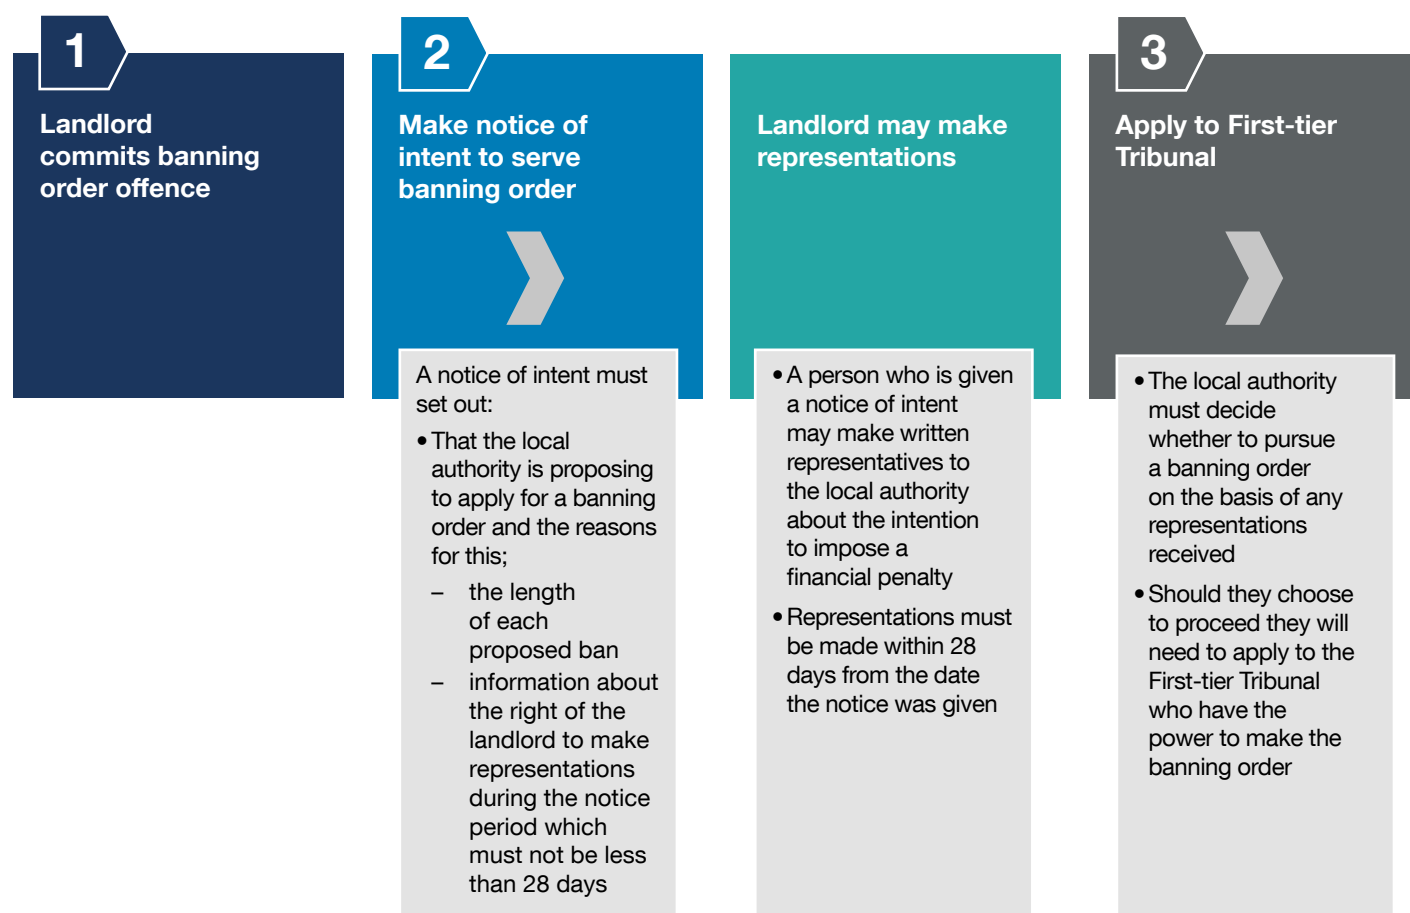 1
Landlord
commits banning
order offence
2
Make notice of
intent to serve
banning order
A notice of intent must
set out:
• That the local
authority is proposing
to apply for a banning
order and the reasons
for this;
– the length
of each
proposed ban
– information about
the right of the
landlord to make
representations
during the notice
period which
must not be less
than 28 days
Landlord may make
representations
• A person who is given
a notice of intent
may make written
representatives to
the local authority
about the intention
to impose a
financial penalty
• Representations must
be made within 28
days from the date
the notice was given
3
Apply to First-tier
Tribunal
• The local authority
must decide
whether to pursue
a banning order
on the basis of any
representations
received
• Should they choose
to proceed they will
need to apply to the
First-tier Tribunal
who have the
power to make the
banning order